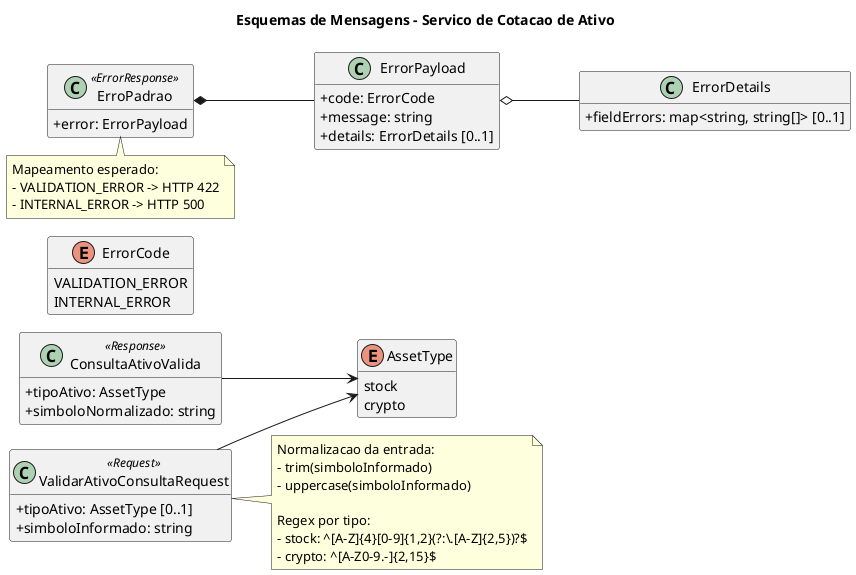 Esquemas de Mensagens - Servico de Cotacao de Ativo
C
«ErrorResponse»
ErroPadrao
+error: ErrorPayload
C
ErrorPayload
+code: ErrorCode
+message: string
+details: ErrorDetails [0..1]
C
ErrorDetails
+fieldErrors: map<string, string[]> [0..1]
Mapeamento esperado:
- VALIDATION_ERROR -> HTTP 422
- INTERNAL_ERROR -> HTTP 500
E
ErrorCode
VALIDATION_ERROR
INTERNAL_ERROR
C
«Response»
ConsultaAtivoValida
+tipoAtivo: AssetType
+simboloNormalizado: string
E
AssetType
stock
crypto
C
«Request»
ValidarAtivoConsultaRequest
+tipoAtivo: AssetType [0..1]
+simboloInformado: string
Normalizacao da entrada:
- trim(simboloInformado)
- uppercase(simboloInformado)
Regex por tipo:
- stock: ^[A-Z]{4}[0-9]{1,2}(?:\.[A-Z]{2,5})?$
- crypto: ^[A-Z0-9.-]{2,15}$